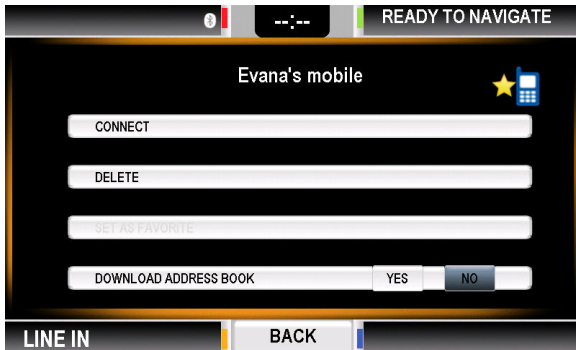 --:--
READY TO NAVIGATE
Evana's mobile
CONNECT
DELETE
SET AS FAVORITE
DOWNLOAD ADDRESS BOOK YES NO
LINE IN
BACK